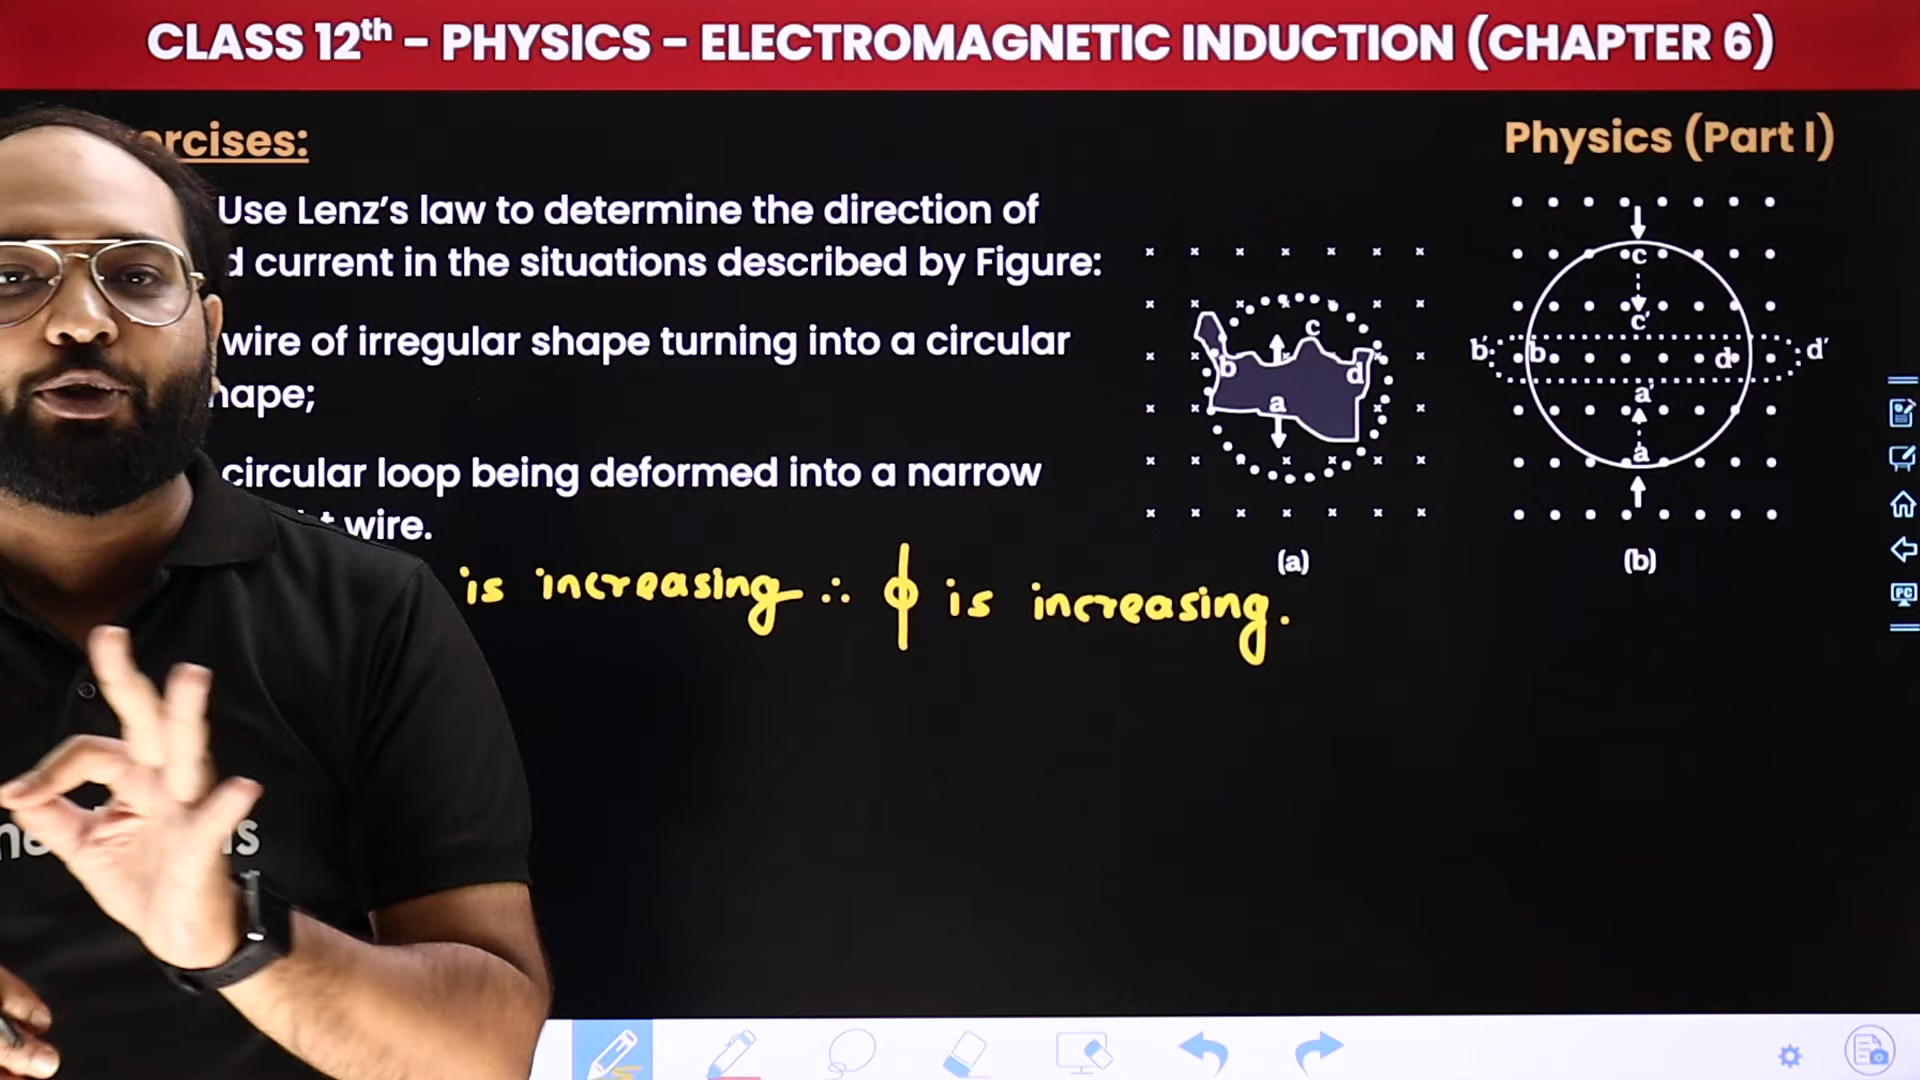 CLASS 12th - PHYSICS - ELECTROMAGNETIC INDUCTION (CHAPTER 6)
Physics (Part I)
Use Lenz's law to determine the direction of
current in the situations described by Figure:
wire of irregular shape turning into a circular
circular loop being deformed into a narrow
wire.
is increasing ∴ ϕ is increasing.
c
b
d
a
(a)
c
c'
b
b
d
d'
a'
a
(b)
PC